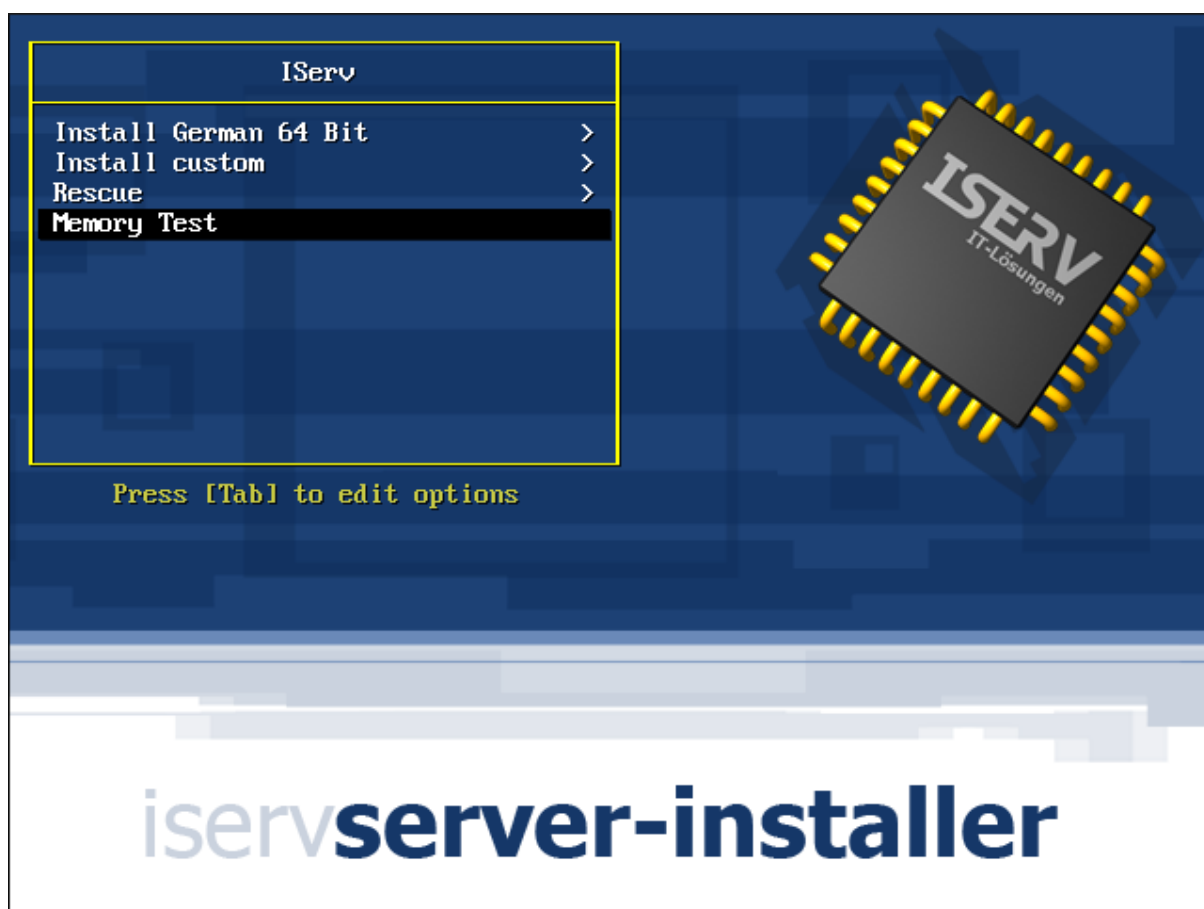 IServ
Install German 64 Bit >
Install custom >
Rescue >
Memory Test
Press [Tab] to edit options
ISERV
IT-Lösungen
iservserver-installer